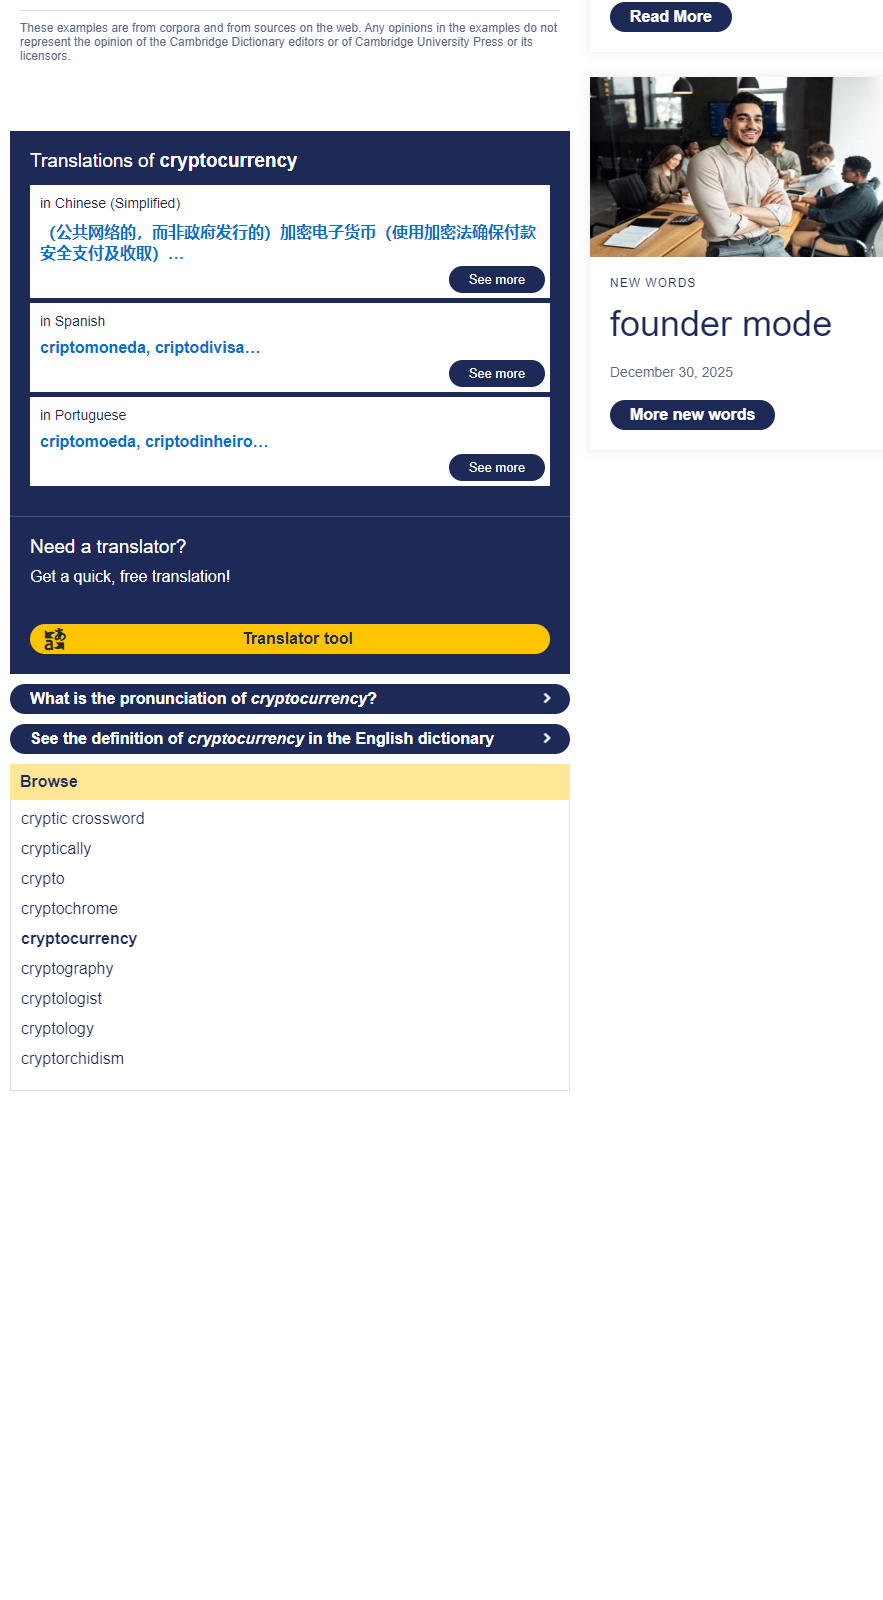 These examples are from corpora and from sources on the web. Any opinions in the examples do not
represent the opinion of the Cambridge Dictionary editors or of Cambridge University Press or its
licensors.
Translations of cryptocurrency
in Chinese (Simplified)
（公共网络的，而非政府发行的）加密电子货币（使用加密法确保付款
安全支付及收取）…
See more
in Spanish
criptomoneda, criptodivisa…
See more
in Portuguese
criptomoeda, criptodinheiro…
See more
Need a translator?
Get a quick, free translation!
Translator tool
What is the pronunciation of cryptocurrency?
See the definition of cryptocurrency in the English dictionary
Browse
cryptic crossword
cryptically
crypto
cryptochrome
cryptocurrency
cryptography
cryptologist
cryptology
cryptorchidism
Read More
NEW WORDS
founder mode
December 30, 2025
More new words